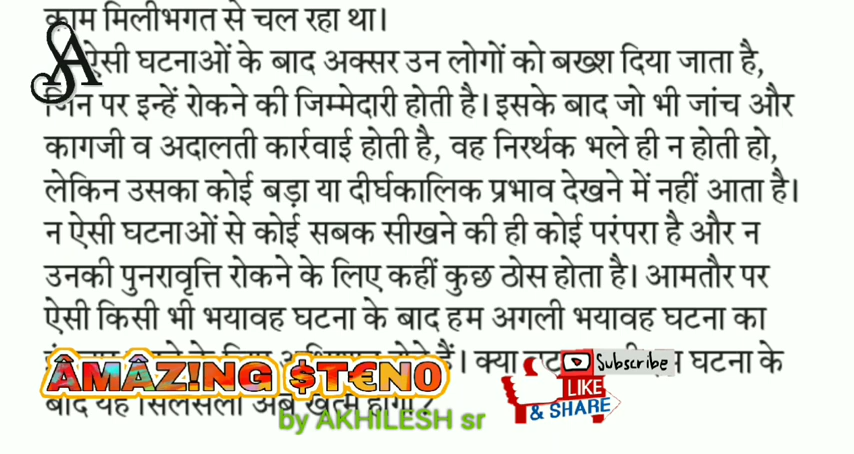 काम मिलीभगत से चल रहा था।
ऐसी घटनाओं के बाद अक्सर उन लोगों को बख्श दिया जाता है,
जिन पर इन्हें रोकने की जिम्मेदारी होती है। इसके बाद जो भी जांच और
कागजी व अदालती कार्रवाई होती है, वह निरर्थक भले ही न होती हो,
लेकिन उसका कोई बड़ा या दीर्घकालिक प्रभाव देखने में नहीं आता है।
न ऐसी घटनाओं से कोई सबक सीखने की ही कोई परंपरा है और न
उनकी पुनरावृत्ति रोकने के लिए कहीं कुछ ठोस होता है। आमतौर पर
ऐसी किसी भी भयावह घटना के बाद हम अगली भयावह घटना का
हैं। क्या घटना के
बाद यह सिलसिला अब खत्म होगा?
ÂMÂZ!NG $T€NO
by AKHILESH sr
Subscribe
LIKE
& SHARE